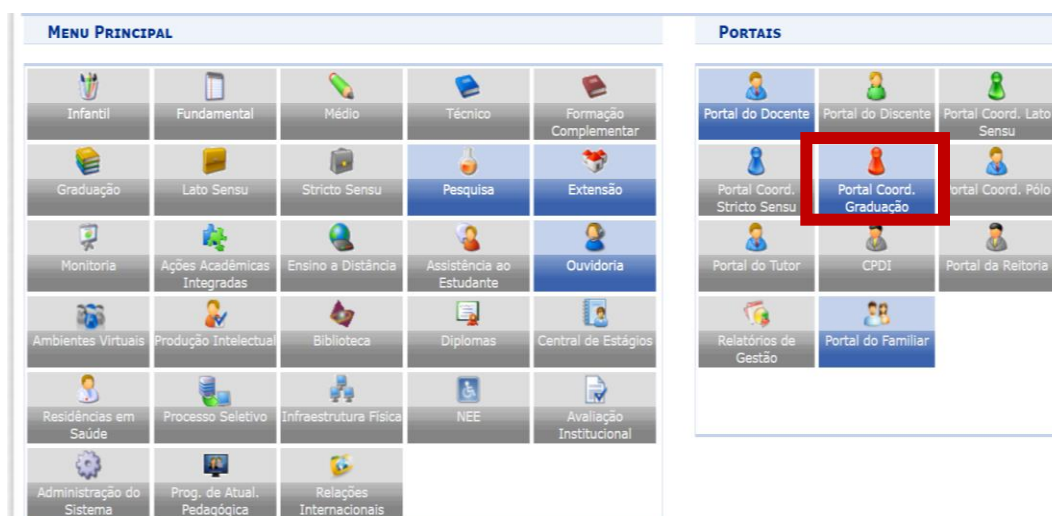 MENU PRINCIPAL
Infantil
Fundamental
Médio
Técnico
Formação
Complementar
Graduação
Lato Sensu
Stricto Sensu
Pesquisa
Extensão
Monitoria
Ações Acadêmicas
Integradas
Ensino a Distância
Assistência ao
Estudante
Ouvidoria
Ambientes Virtuais
Produção Intelectual
Biblioteca
Diplomas
Central de Estágios
Residências em
Saúde
Processo Seletivo
Infraestrutura Física
NEE
Avaliação
Institucional
Administração do
Sistema
Prog. de Atual.
Pedagógica
Relações
Internacionais
PORTAIS
Portal do Docente
Portal do Discente
Portal Coord. Lato
Sensu
Portal Coord.
Stricto Sensu
Portal Coord.
Graduação
Portal Coord. Pólo
Portal do Tutor
CPDI
Portal da Reitoria
Relatórios de
Gestão
Portal do Familiar